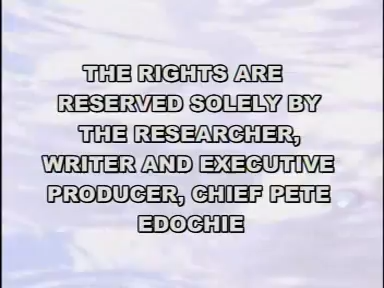 THE RIGHTS ARE
RESERVED SOLELY BY
THE RESEARCHER,
WRITER AND EXECUTIVE
PRODUCER, CHIEF PETE
EDOCHIE